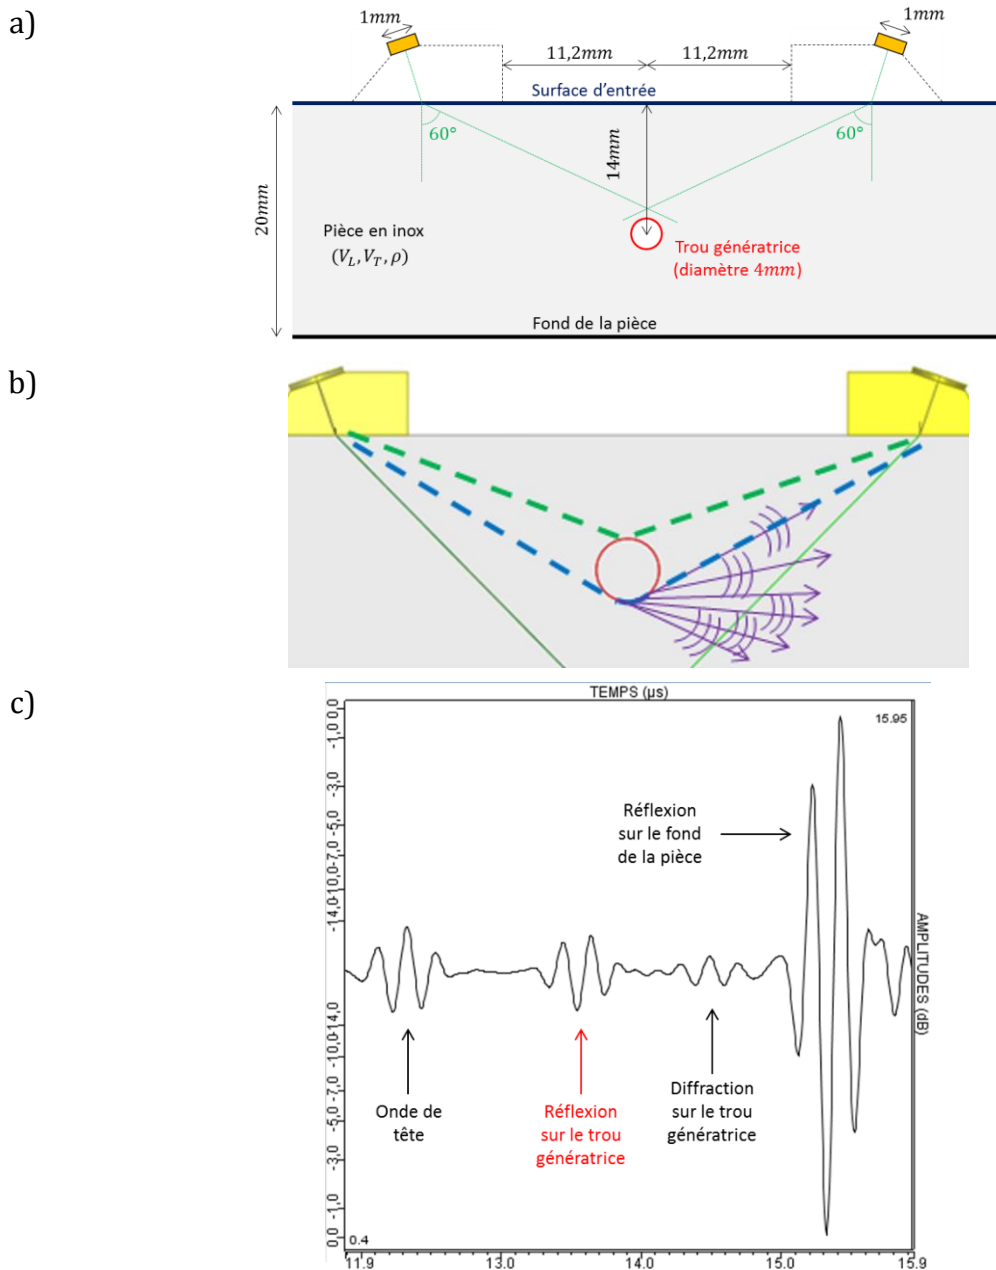 a)
1mm
1mm
11,2mm
11,2mm
Surface d'entrée
60°
60°
14mm
20mm
Pièce en inox
(V_L, V_T, ρ)
Trou génératrice
(diamètre 4mm)
Fond de la pièce
b)
c)
TEMPS (µs)
15.95
Réflexion
sur le fond
de la pièce
AMPLITUDES (dB)
Onde de
tête
Réflexion
sur le trou
génératrice
Diffraction
sur le trou
génératrice
0.4
11.9
13.0
14.0
15.0
15.9